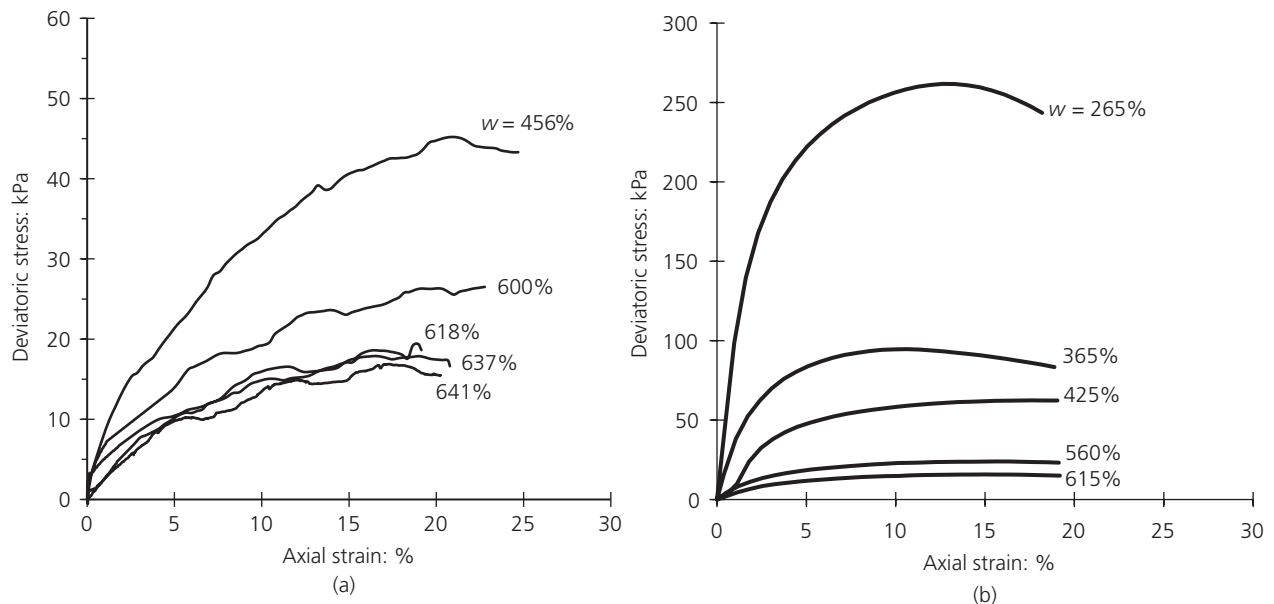 60
50
40
30
20
10
0
Deviatoric stress: kPa
w = 456%
600%
618%
637%
641%
0 5 10 15 20 25 30
Axial strain: %
(a)
300
250
200
150
100
50
0
Deviatoric stress: kPa
w = 265%
365%
425%
560%
615%
0 5 10 15 20 25 30
Axial strain: %
(b)